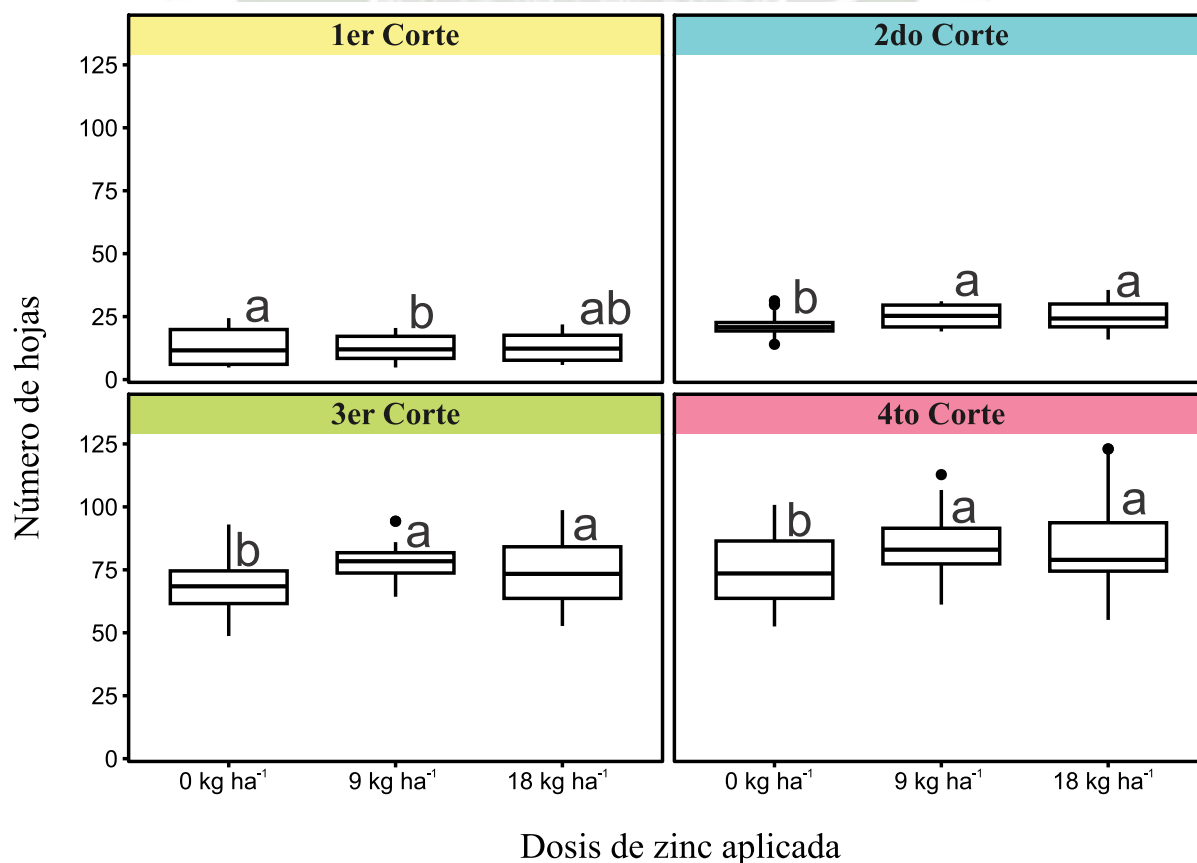 1er Corte
2do Corte
125
100
75
50
25
0
a
b
ab
b
a
a
Número de hojas
3er Corte
4to Corte
125
100
75
50
25
0
b
a
a
b
a
a
0 kg ha⁻¹
9 kg ha⁻¹
18 kg ha⁻¹
0 kg ha⁻¹
9 kg ha⁻¹
18 kg ha⁻¹
Dosis de zinc aplicada